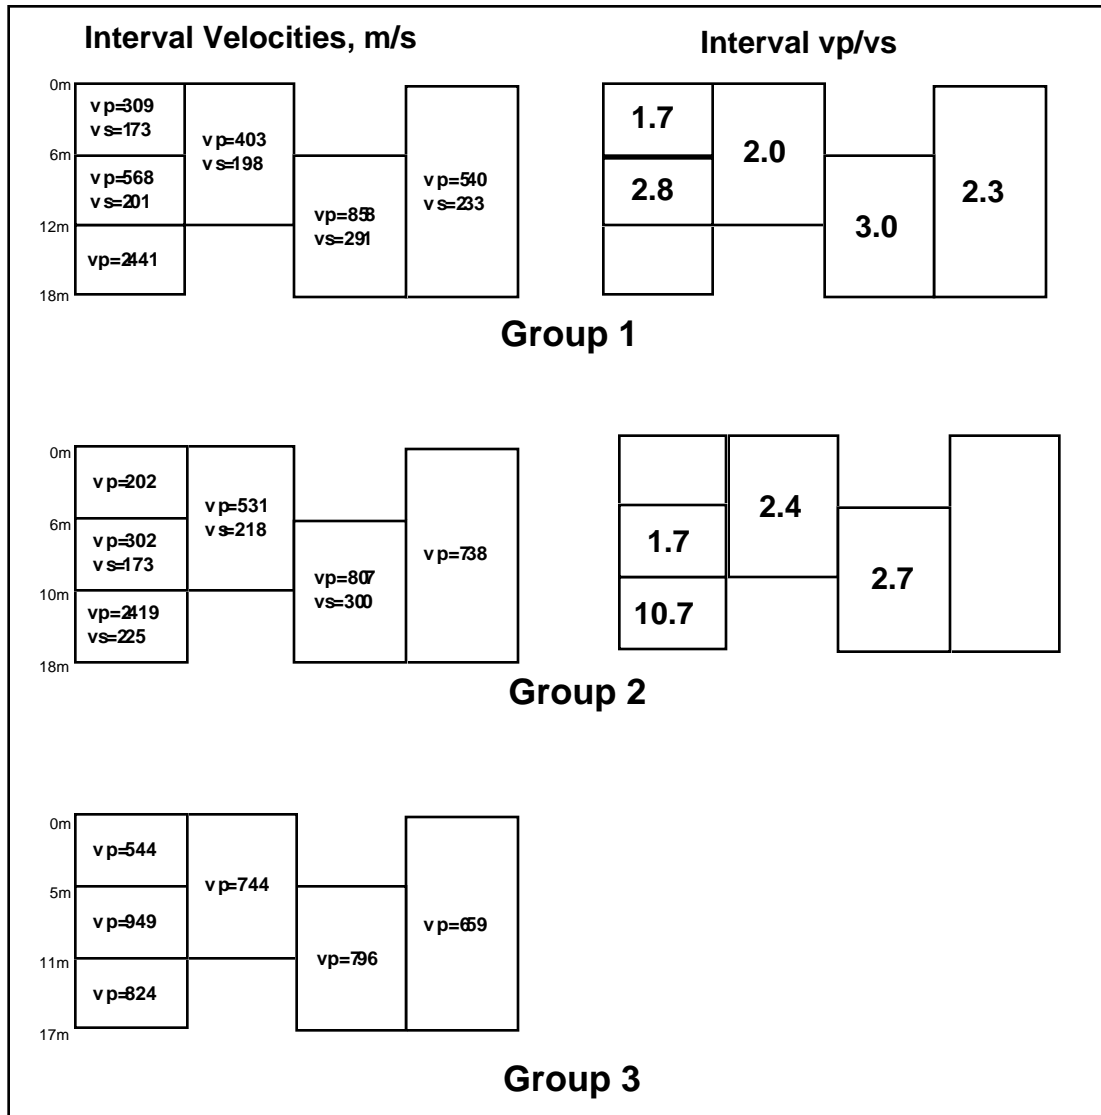 Interval Velocities, m/s
Interval vp/vs
0m
vp=309
vs=173
vp=403
vs=198
6m
vp=568
vs=201
vp=540
vs=233
vp=858
vs=291
12m
vp=2441
18m
1.7
2.0
2.8
2.3
3.0
Group 1
0m
vp=202
vp=531
vs=218
6m
vp=302
vs=173
vp=738
vp=807
vs=300
10m
vp=2419
vs=225
18m
2.4
1.7
2.7
10.7
Group 2
0m
vp=544
vp=744
5m
vp=949
vp=659
vp=796
11m
vp=824
17m
Group 3